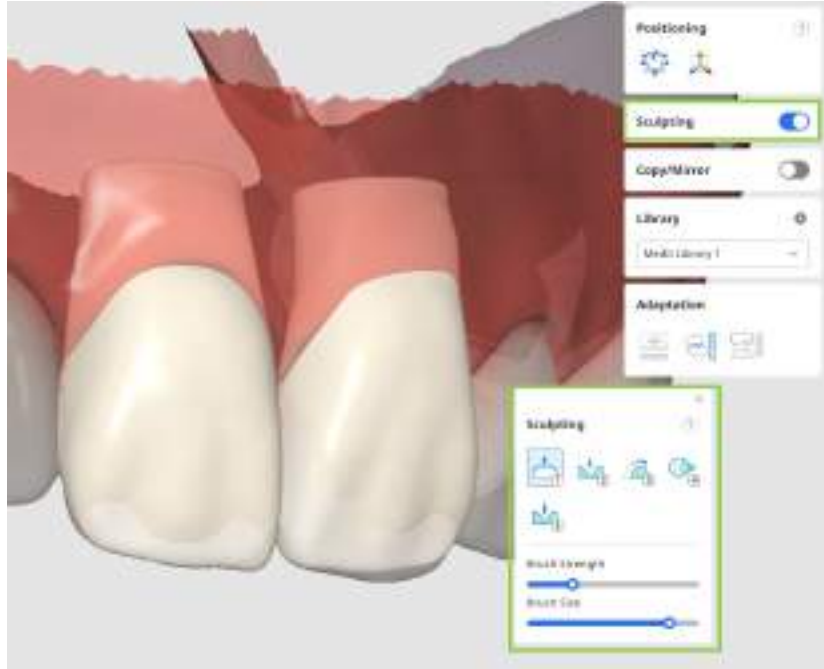 Positioning
Sculpting
Copy/Mirror
Library
Medit Library 1
Adaptation
Sculpting
Brush Strength
Brush Size